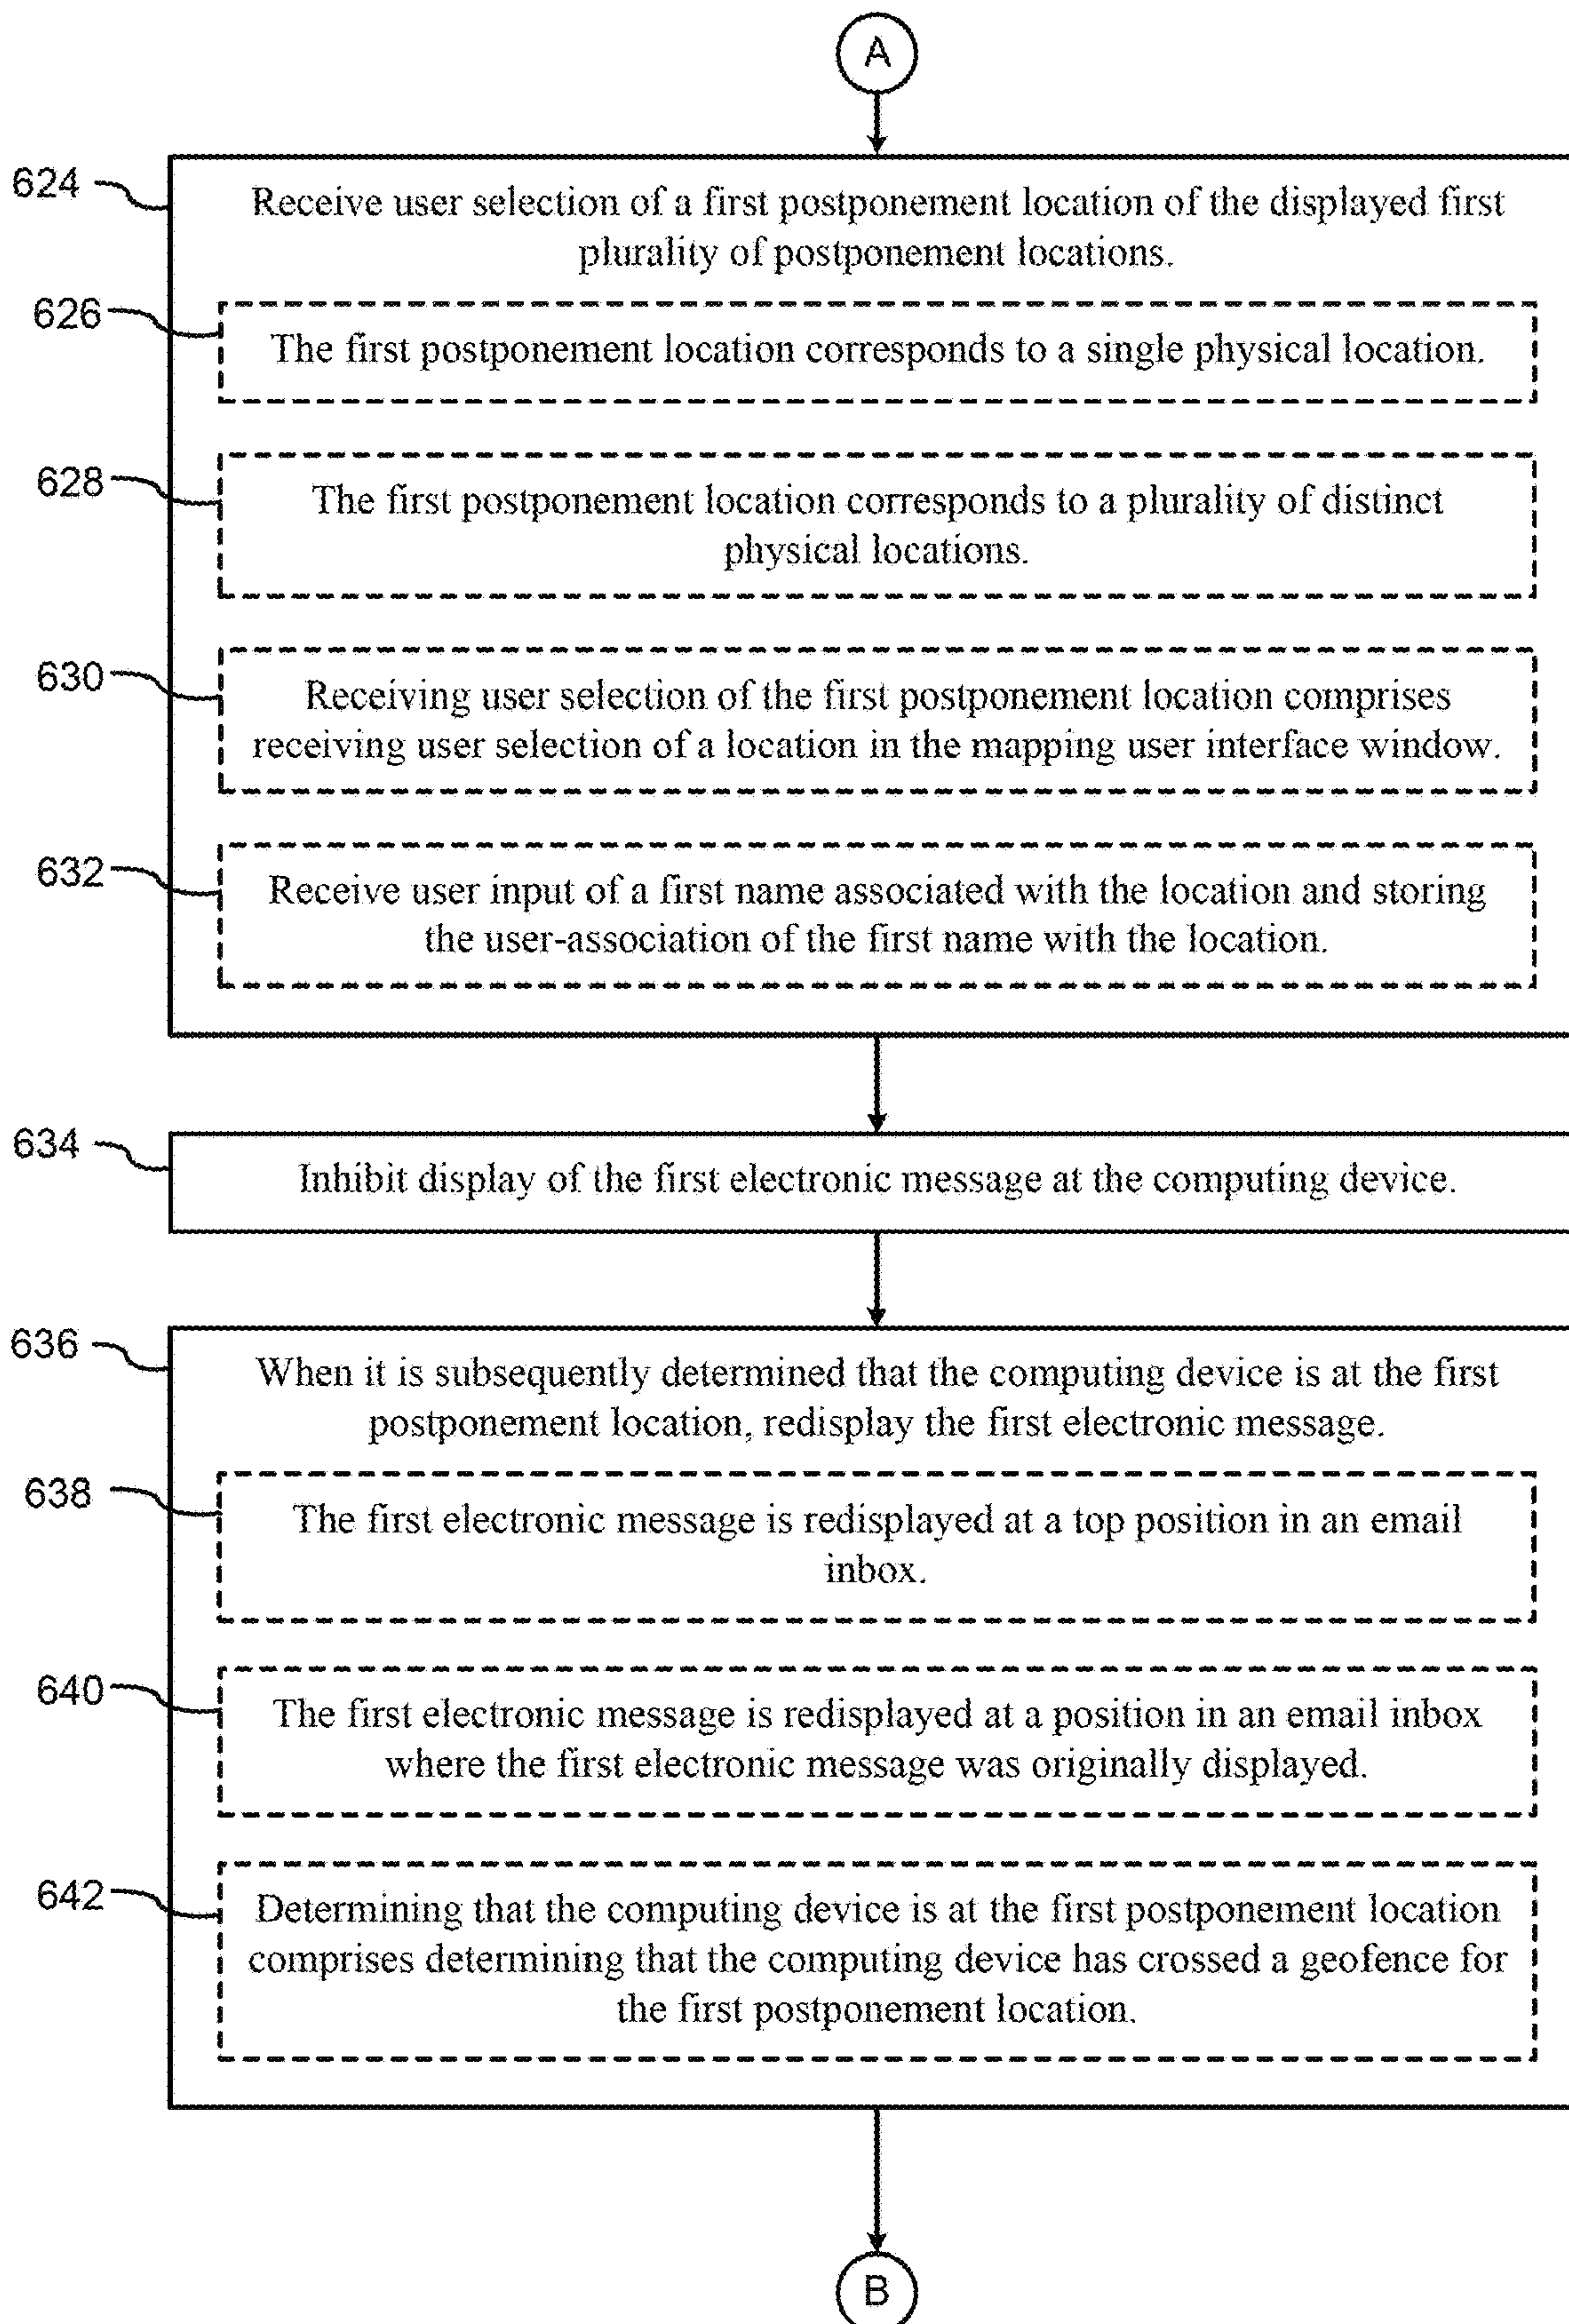 A
624
Receive user selection of a first postponement location of the displayed first
plurality of postponement locations.
626
The first postponement location corresponds to a single physical location.
628
The first postponement location corresponds to a plurality of distinct
physical locations.
630
Receiving user selection of the first postponement location comprises
receiving user selection of a location in the mapping user interface window.
632
Receive user input of a first name associated with the location and storing
the user-association of the first name with the location.
634
Inhibit display of the first electronic message at the computing device.
636
When it is subsequently determined that the computing device is at the first
postponement location, redisplay the first electronic message.
638
The first electronic message is redisplayed at a top position in an email
inbox.
640
The first electronic message is redisplayed at a position in an email inbox
where the first electronic message was originally displayed.
642
Determining that the computing device is at the first postponement location
comprises determining that the computing device has crossed a geofence for
the first postponement location.
B